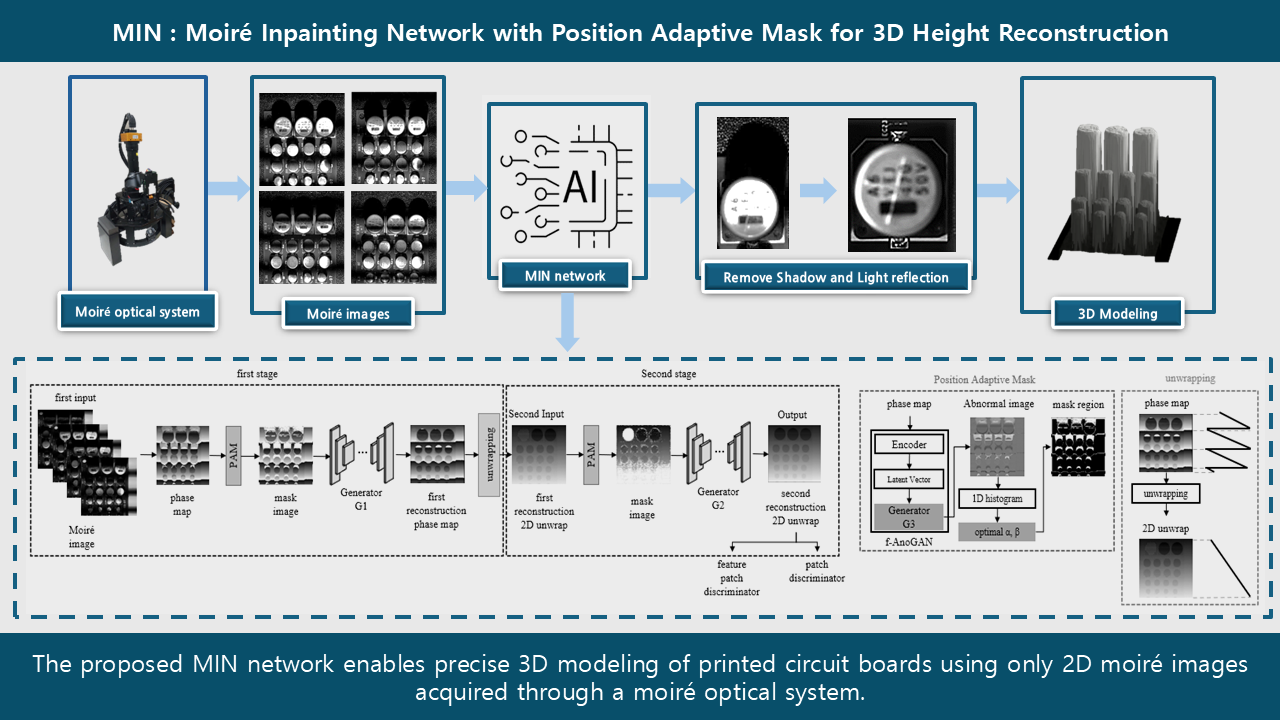 MIN : Moiré Inpainting Network with Position Adaptive Mask for 3D Height Reconstruction
Moiré optical system
Moiré images
AI
MIN network
Remove Shadow and Light reflection
3D Modeling
first stage
first input
Moiré
image
phase
map
PAM
mask
image
Generator
G1
first
reconstruction
phase map
unwrapping
Second stage
Second Input
first
reconstruction
2D unwrap
PAM
mask
image
Generator
G2
Output
second
reconstruction
2D unwrap
feature
patch
discriminator
patch
discriminator
Position Adaptive Mask
phase map
Encoder
Latent Vector
Generator
G3
f-AnoGAN
Abnormal image
1D histogram
optimal α, β
mask region
unwrapping
phase map
unwrapping
2D unwrap
The proposed MIN network enables precise 3D modeling of printed circuit boards using only 2D moiré images
acquired through a moiré optical system.